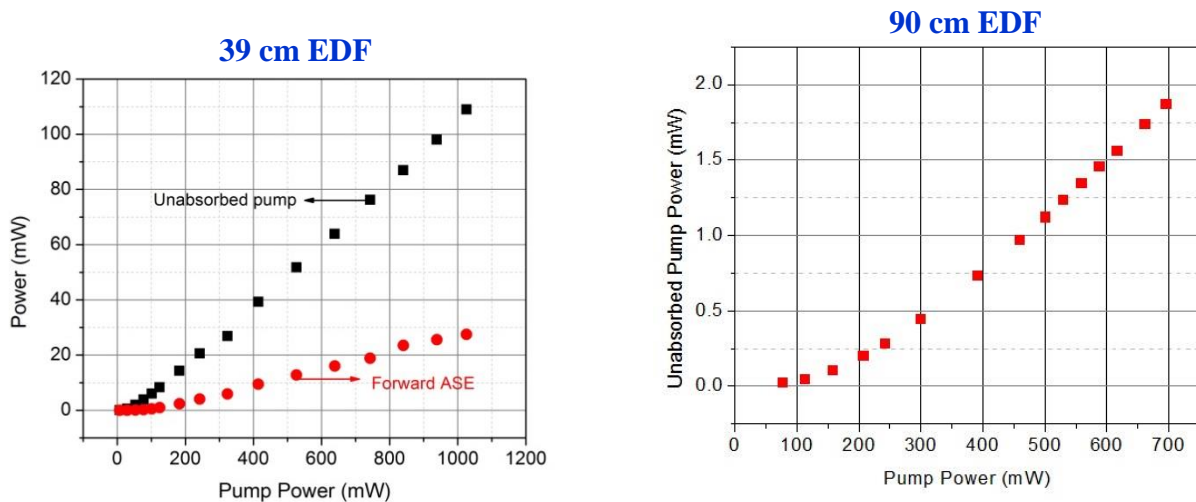 39 cm EDF
120
100
80
60
40
20
0
Power (mW)
Unabsorbed pump
Forward ASE
0 200 400 600 800 1000 1200
Pump Power (mW)
90 cm EDF
2.0
1.5
1.0
0.5
0.0
Unabsorbed Pump Power (mW)
0 100 200 300 400 500 600 700
Pump Power (mW)